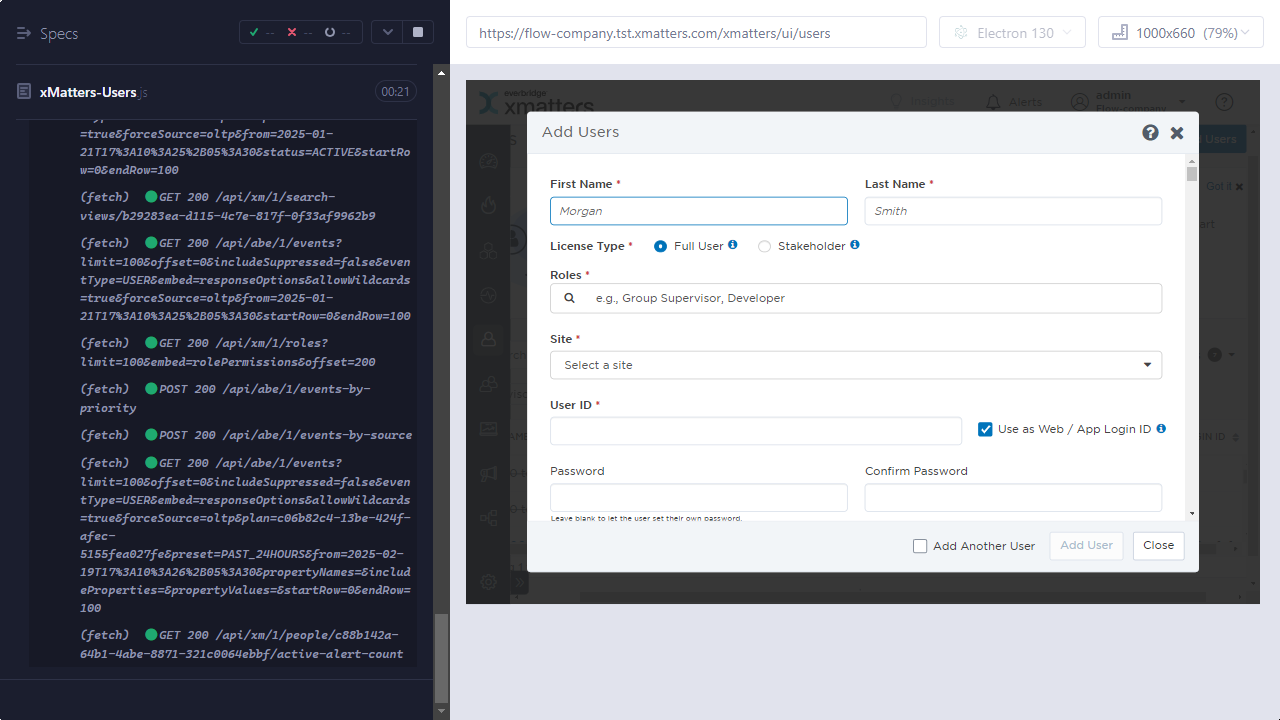 Specs
-- -- --
xMatters-Users.js
00:21
=true&forceSource=oltp&from=2025-01-
21T17%3A10%3A25%2B05%3A30&status=ACTIVE&startRo
w=0&endRow=100
(fetch) GET 200 /api/xm/1/search-
views/b29283ea-d115-4c7e-817f-0f33af9962b9
(fetch) GET 200 /api/abe/1/events?
limit=100&offset=0&includeSuppressed=false&even
tType=USER&embed=responseOptions&allowWildcards
=true&forceSource=oltp&from=2025-01-
21T17%3A10%3A25%2B05%3A30&startRow=0&endRow=100
(fetch) GET 200 /api/xm/1/roles?
limit=100&embed=rolePermissions&offset=200
(fetch) POST 200 /api/abe/1/events-by-
priority
(fetch) POST 200 /api/abe/1/events-by-source
(fetch) GET 200 /api/abe/1/events?
limit=100&offset=0&includeSuppressed=false&even
tType=USER&embed=responseOptions&allowWildcards
=true&forceSource=oltp&plan=c06b82c4-13be-424f-
afec-
5155fea027fe&preset=PAST_24HOURS&from=2025-02-
19T17%3A10%3A26%2B05%3A30&propertyNames=&includ
eProperties=&propertyValues=&startRow=0&endRow=
100
(fetch) GET 200 /api/xm/1/people/c88b142a-
64b1-4abe-8871-321c0064ebbf/active-alert-count
https://flow-company.tst.xmatters.com/xmatters/ui/users
Electron 130
1000x660 (79%)
everbridge
xmatters
Insights
Alerts
admin
Flow-company
Users
Got it
Add Users
First Name *
Last Name *
Morgan
Smith
License Type *
Full User
Stakeholder
Roles *
e.g., Group Supervisor, Developer
Site *
Select a site
User ID *
Use as Web / App Login ID
Password
Confirm Password
Leave blank to let the user set their own password.
Add Another User
Add User
Close